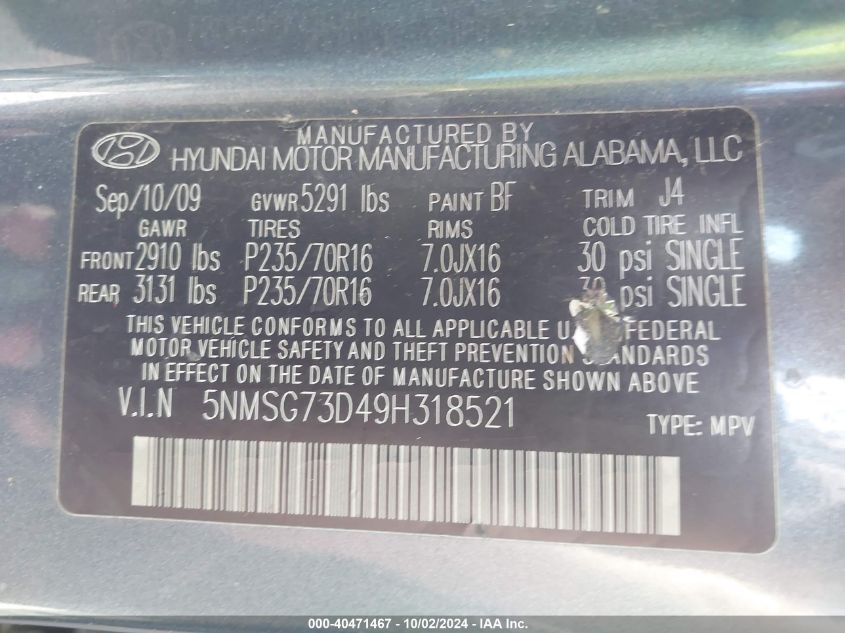 MANUFACTURED BY
HYUNDAI MOTOR MANUFACTURING ALABAMA, LLC
Sep/10/09 GVWR 5291 lbs PAINT BF TRIM J4
GAWR TIRES RIMS COLD TIRE INFL
FRONT 2910 lbs P235/70R16 7.0JX16 30 psi SINGLE
REAR 3131 lbs P235/70R16 7.0JX16 psi SINGLE
THIS VEHICLE CONFORMS TO ALL APPLICABLE FEDERAL
MOTOR VEHICLE SAFETY AND THEFT PREVENTION STANDARDS
IN EFFECT ON THE DATE OF MANUFACTURE SHOWN ABOVE
V.I.N 5NMSG73D49H318521 TYPE: MPV
000-40471467 - 10/02/2024 - IAA Inc.